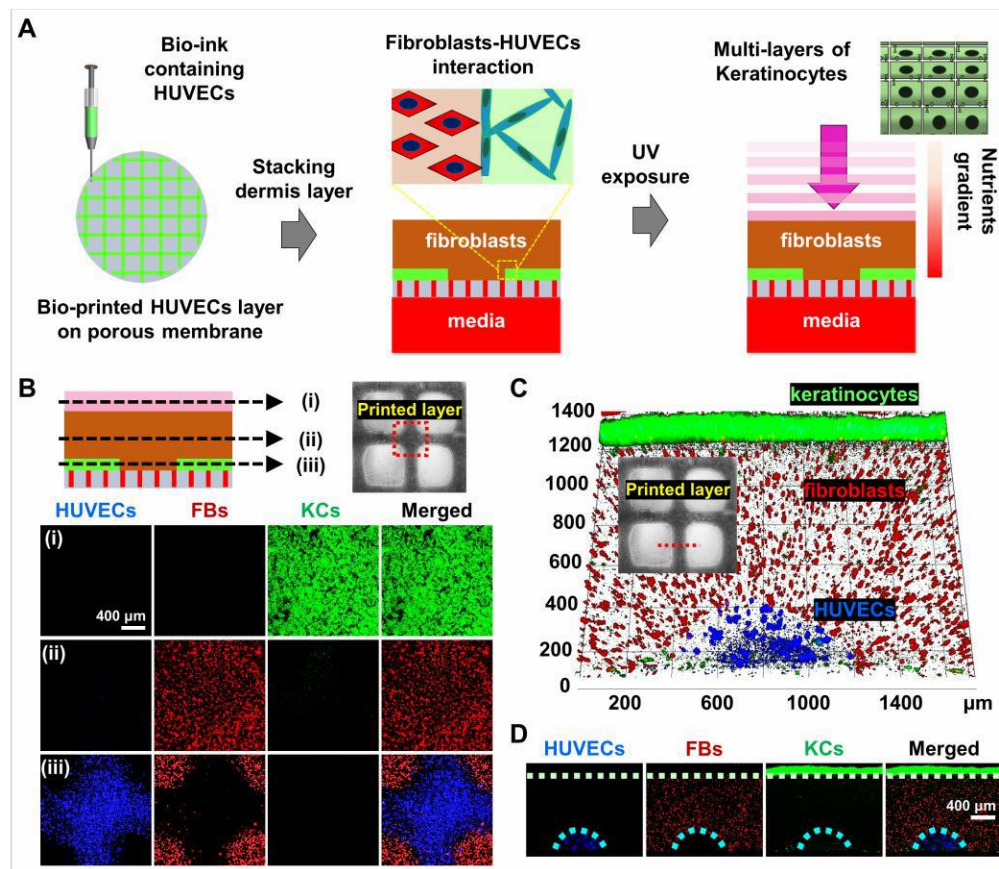 A
Bio-ink
containing
HUVECs
Bio-printed HUVECs layer
on porous membrane
Stacking
dermis layer
Fibroblasts-HUVECs
interaction
fibroblasts
media
UV
exposure
Multi-layers of
Keratinocytes
fibroblasts
media
Nutrients
gradient
B
(i)
(ii)
(iii)
Printed layer
HUVECs FBs KCs Merged
(i)
400 μm
(ii)
(iii)
C
keratinocytes
1400
1200
1000
800
600
400
200
0
Printed layer
fibroblasts
HUVECs
200 600 1000 1400 μm
D
HUVECs FBs KCs Merged
400 μm